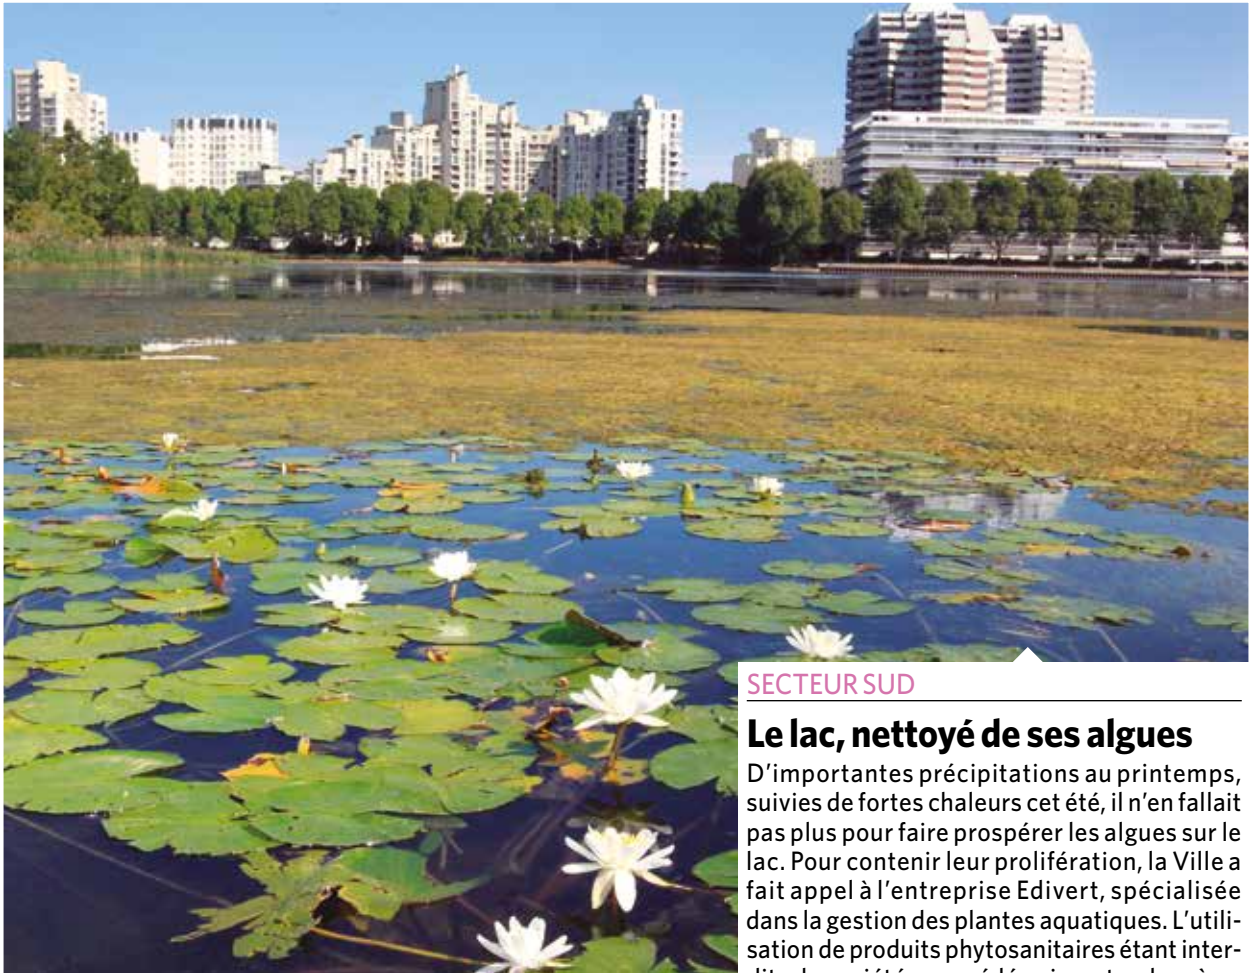 SECTEUR SUD
Le lac, nettoyé de ses algues
D'importantes précipitations au printemps,
suivies de fortes chaleurs cet été, il n'en fallait
pas plus pour faire prospérer les algues sur le
lac. Pour contenir leur prolifération, la Ville a
fait appel à l'entreprise Edivert, spécialisée
dans la gestion des plantes aquatiques. L'utili-
sation de produits phytosanitaires étant inter-